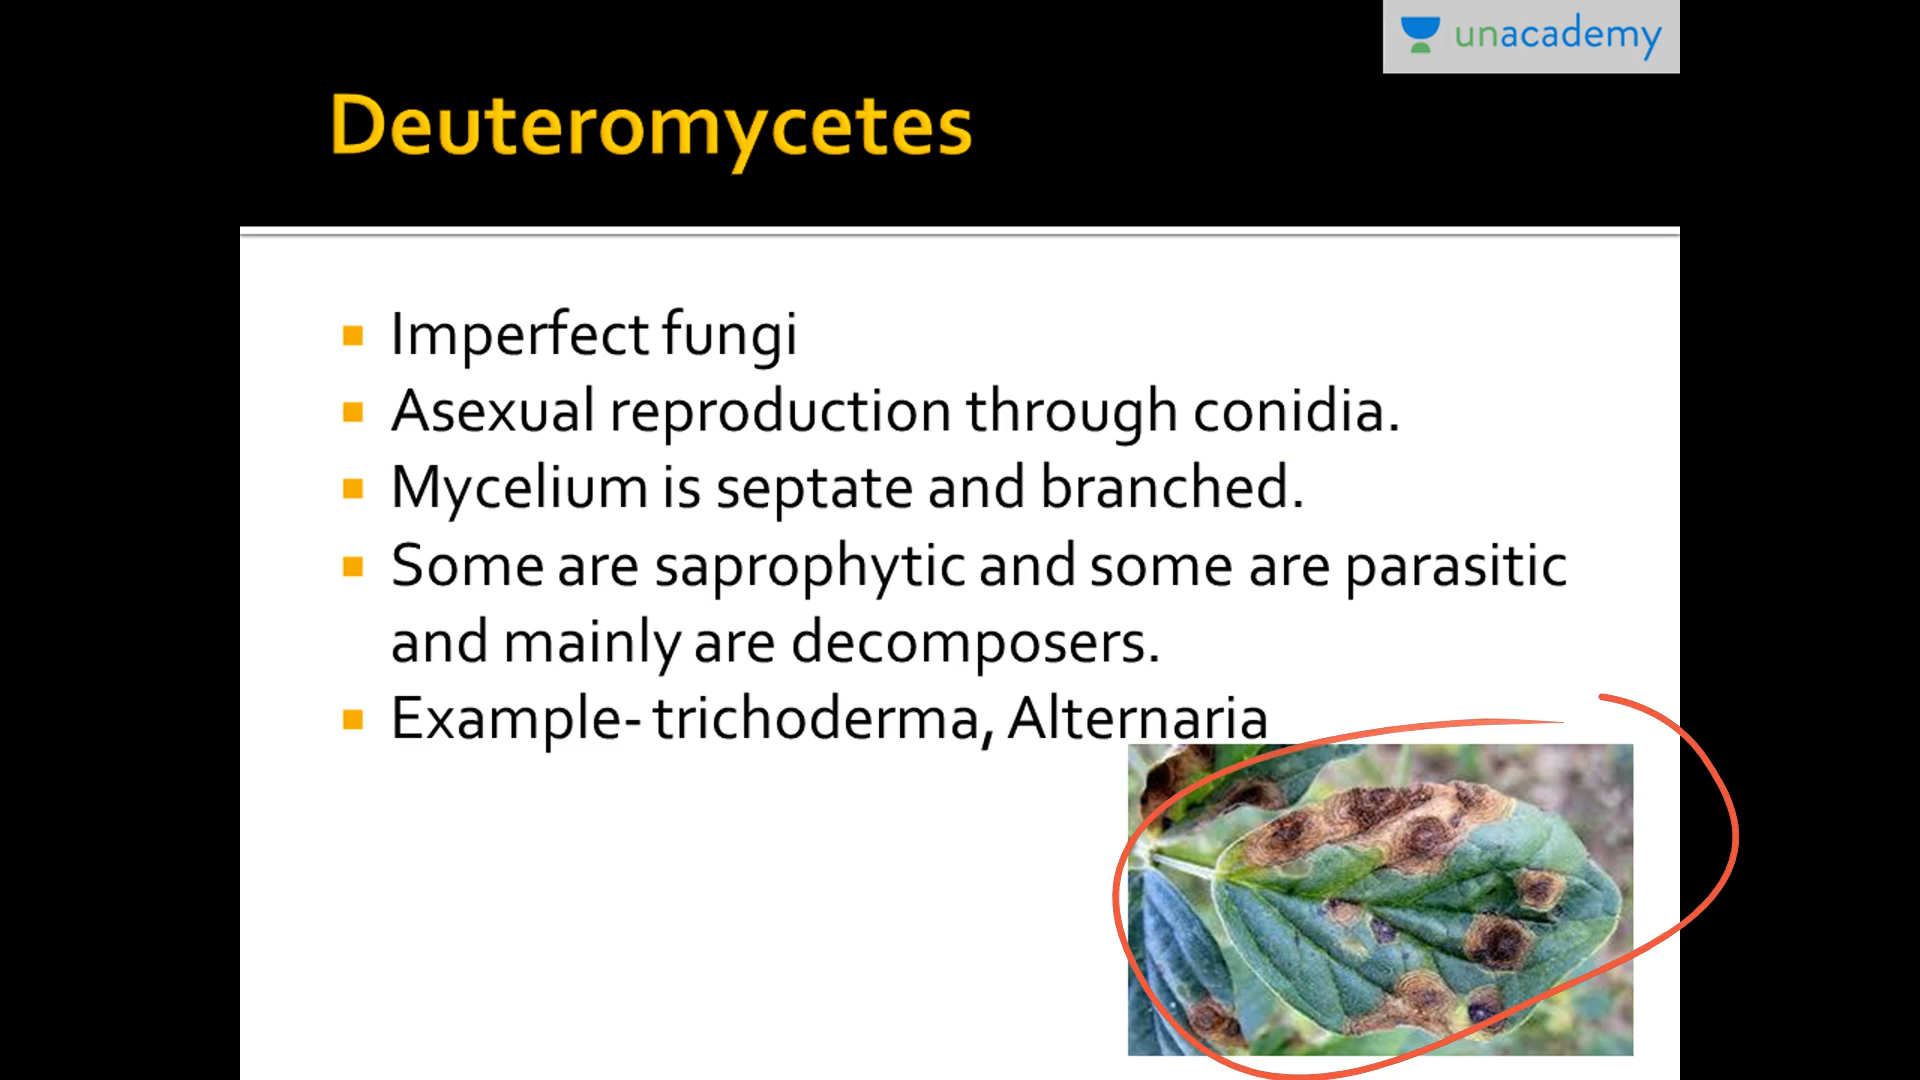 unacademy
Deuteromycetes
Imperfect fungi
Asexual reproduction through conidia.
Mycelium is septate and branched.
Some are saprophytic and some are parasitic
and mainly are decomposers.
Example- trichoderma, Alternaria